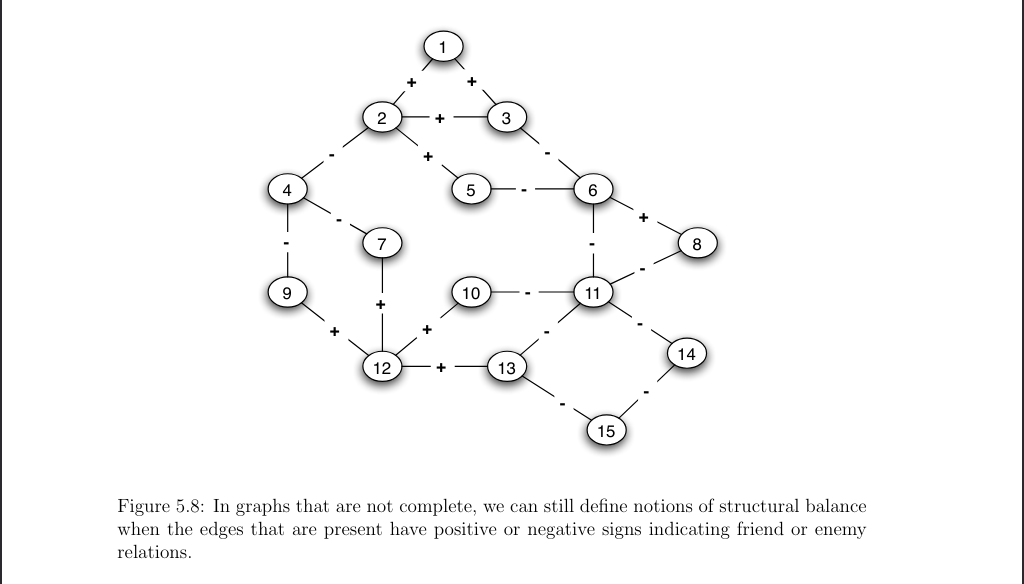 1
+ +
2 + 3
- + -
4 5 - 6
- +
7 8
- - -
9 + 10 - 11
+ + - -
14
12 + 13
- -
15
Figure 5.8: In graphs that are not complete, we can still define notions of structural balance
when the edges that are present have positive or negative signs indicating friend or enemy
relations.